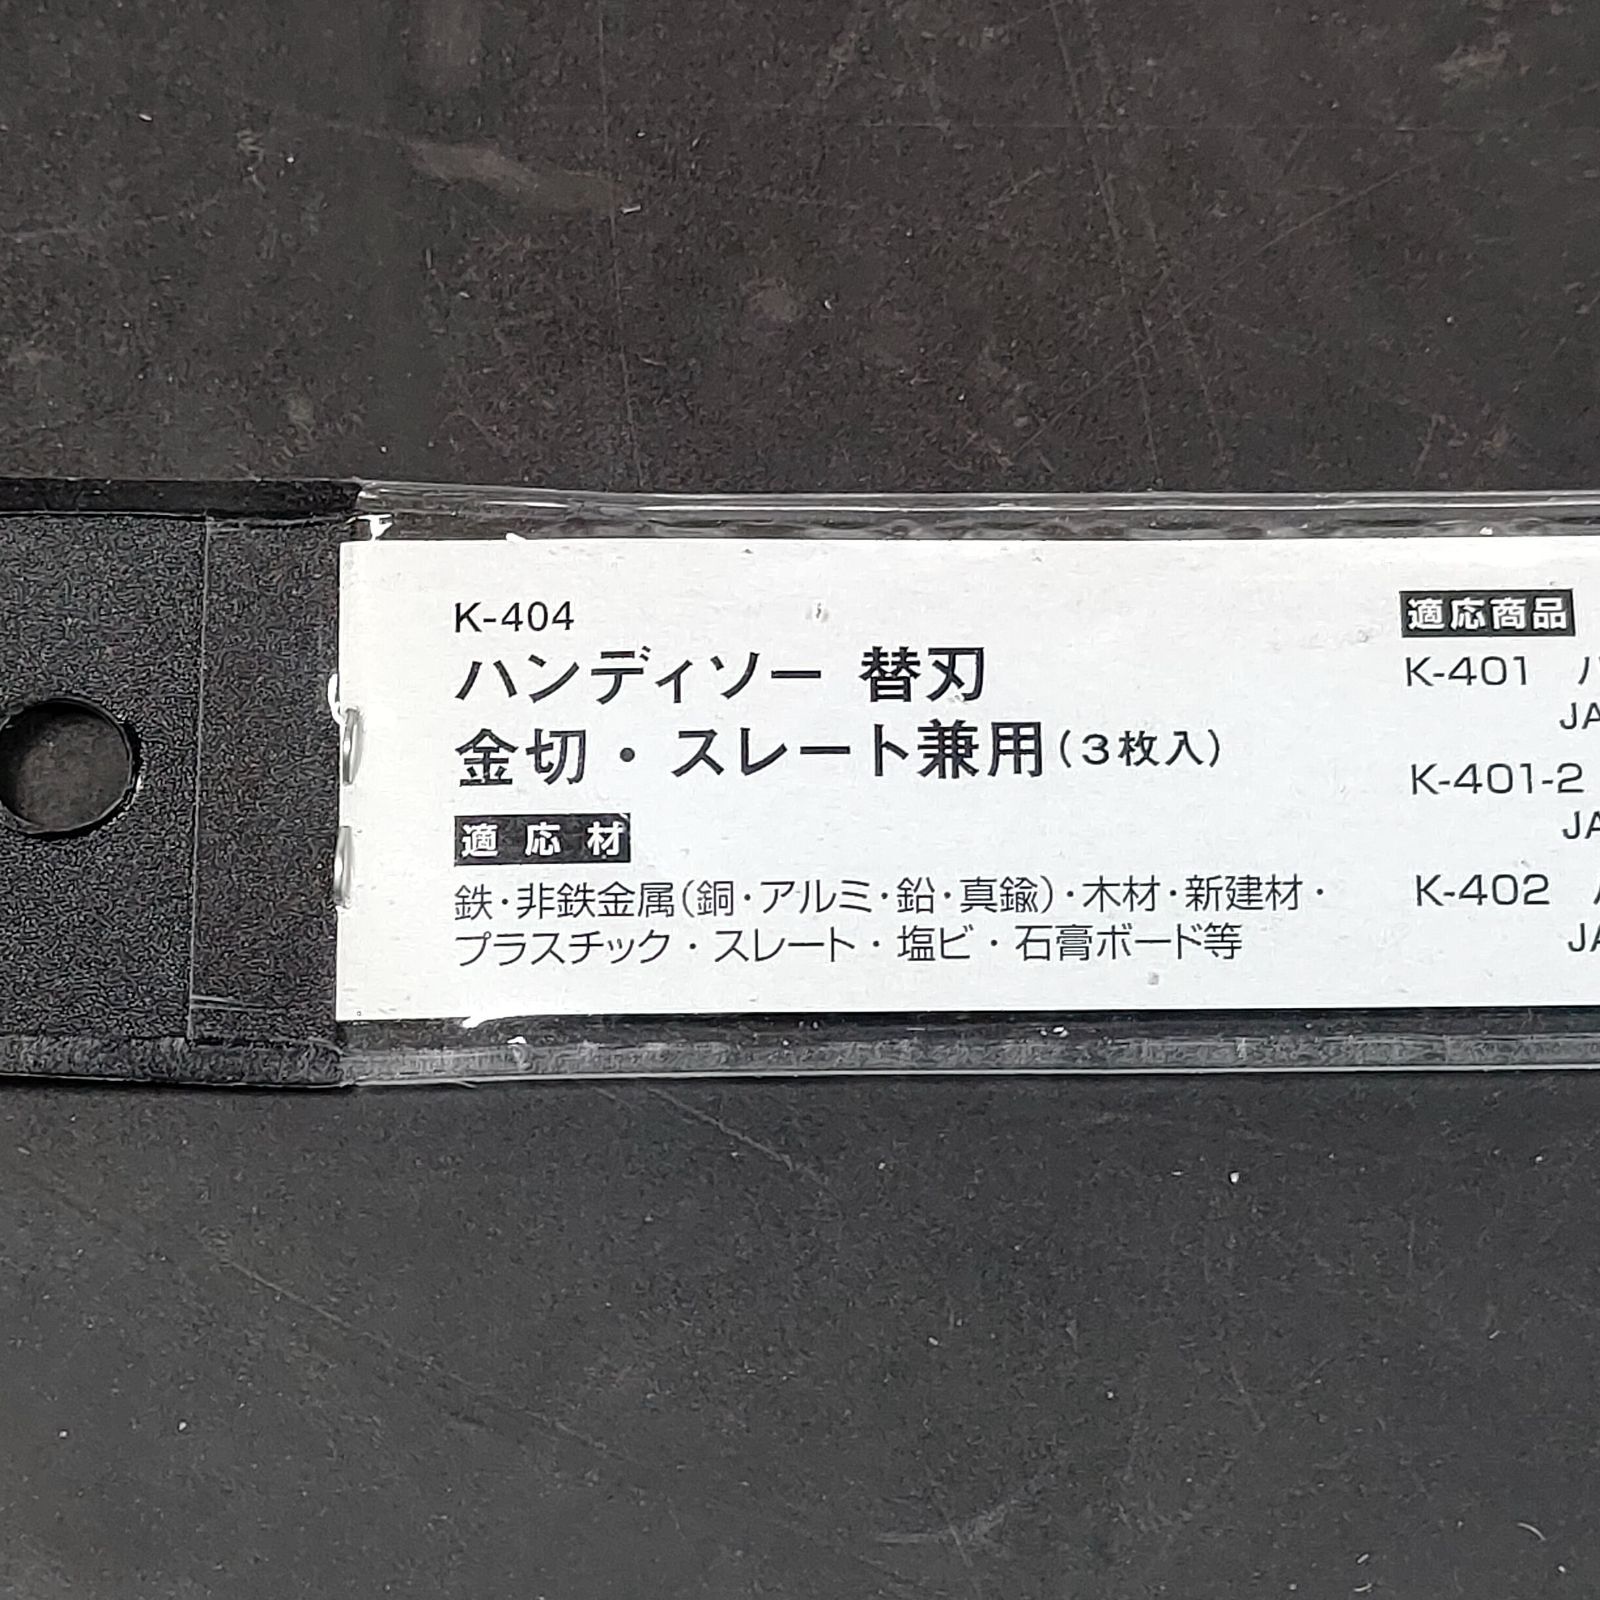 K-404
ハンディソー 替刃
金切・スレート兼用(3枚入)
適応材
鉄・非鉄金属(銅・アルミ・鉛・真鍮)・木材・新建材・
プラスチック・スレート・塩ビ・石膏ボード等
適応商品
K-401
JA
K-401-2
JA
K-402
JA